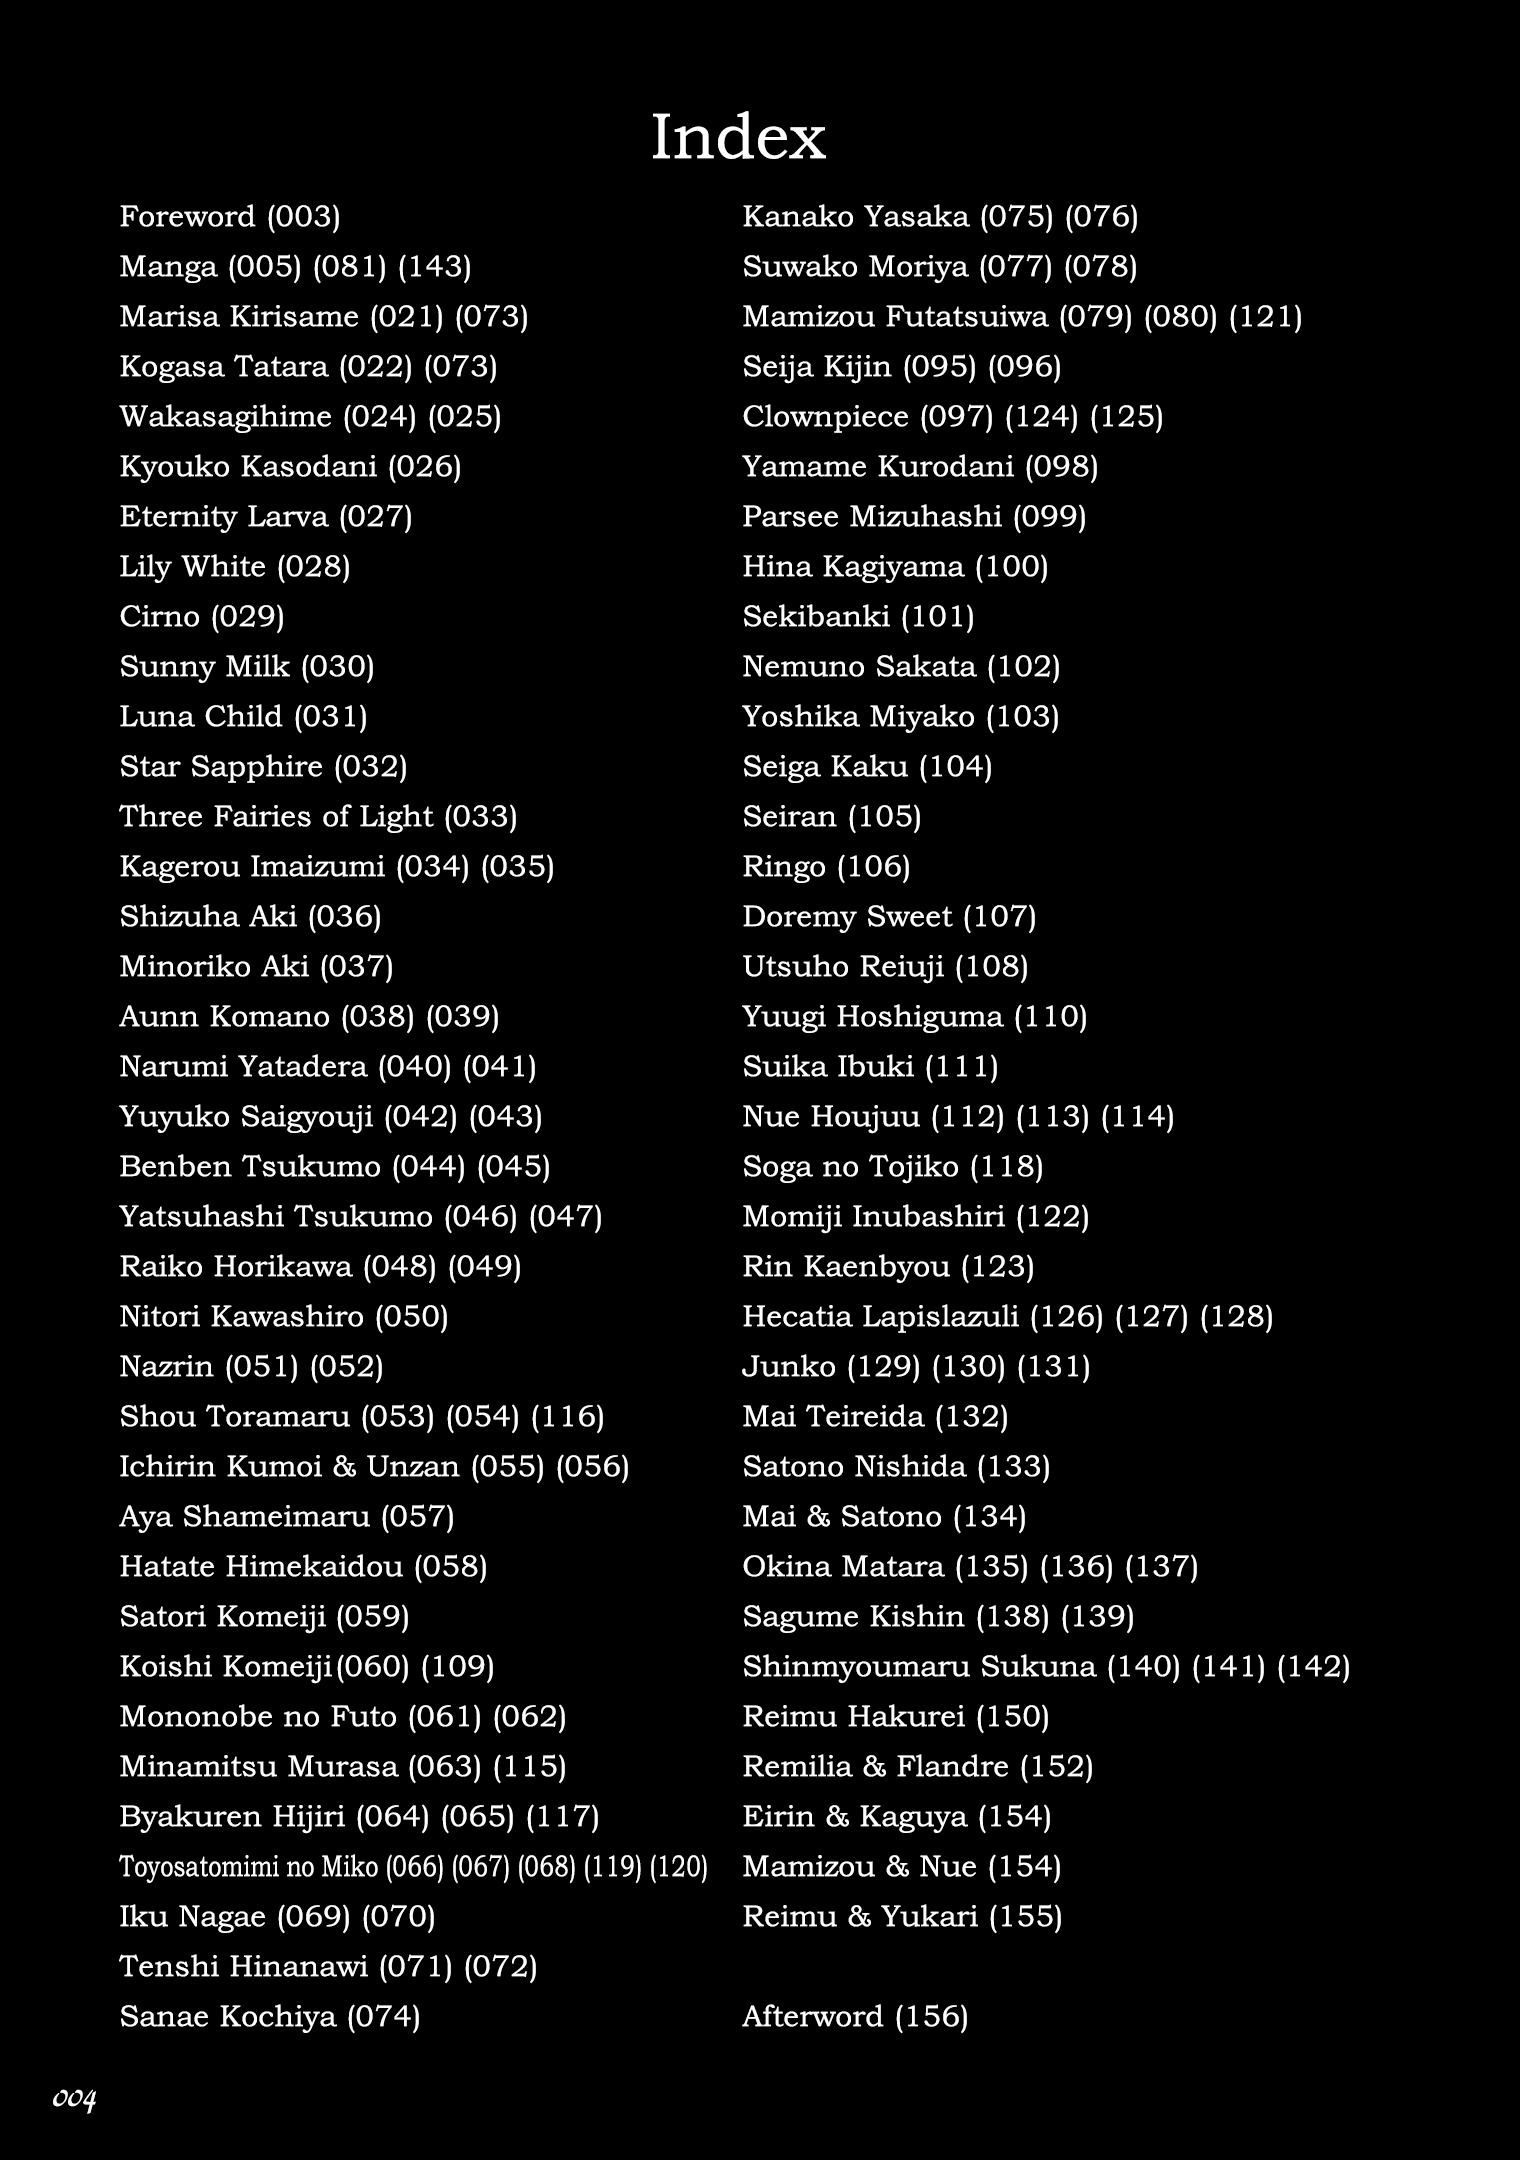 Index
Foreword (003)
Manga (005) (081) (143)
Marisa Kirisame (021) (073)
Kogasa Tatara (022) (073)
Wakasagihime (024) (025)
Kyouko Kasodani (026)
Eternity Larva (027)
Lily White (028)
Cirno (029)
Sunny Milk (030)
Luna Child (031)
Star Sapphire (032)
Three Fairies of Light (033)
Kagerou Imaizumi (034) (035)
Shizuha Aki (036)
Minoriko Aki (037)
Aunn Komano (038) (039)
Narumi Yatadera (040) (041)
Yuyuko Saigyouji (042) (043)
Benben Tsukumo (044) (045)
Yatsuhashi Tsukumo (046) (047)
Raiko Horikawa (048) (049)
Nitori Kawashiro (050)
Nazrin (051) (052)
Shou Toramaru (053) (054) (116)
Ichirin Kumoi & Unzan (055) (056)
Aya Shameimaru (057)
Hatate Himekaidou (058)
Satori Komeiji (059)
Koishi Komeiji(060) (109)
Mononobe no Futo (061) (062)
Minamitsu Murasa (063) (115)
Byakuren Hijiri (064) (065) (117)
Toyosatomimi no Miko (066) (067) (068) (119) (120)
Iku Nagae (069) (070)
Tenshi Hinanawi (071) (072)
Sanae Kochiya (074)
Kanako Yasaka (075) (076)
Suwako Moriya (077) (078)
Mamizou Futatsuiwa (079) (080) (121)
Seija Kijin (095) (096)
Clownpiece (097) (124) (125)
Yamame Kurodani (098)
Parsee Mizuhashi (099)
Hina Kagiyama (100)
Sekibanki (101)
Nemuno Sakata (102)
Yoshika Miyako (103)
Seiga Kaku (104)
Seiran (105)
Ringo (106)
Doremy Sweet (107)
Utsuho Reiuji (108)
Yuugi Hoshiguma (110)
Suika Ibuki (111)
Nue Houjuu (112) (113) (114)
Soga no Tojiko (118)
Momiji Inubashiri (122)
Rin Kaenbyou (123)
Hecatia Lapislazuli (126) (127) (128)
Junko (129) (130) (131)
Mai Teireida (132)
Satono Nishida (133)
Mai & Satono (134)
Okina Matara (135) (136) (137)
Sagume Kishin (138) (139)
Shinmyoumaru Sukuna (140) (141) (142)
Reimu Hakurei (150)
Remilia & Flandre (152)
Eirin & Kaguya (154)
Mamizou & Nue (154)
Reimu & Yukari (155)
Afterword (156)
004